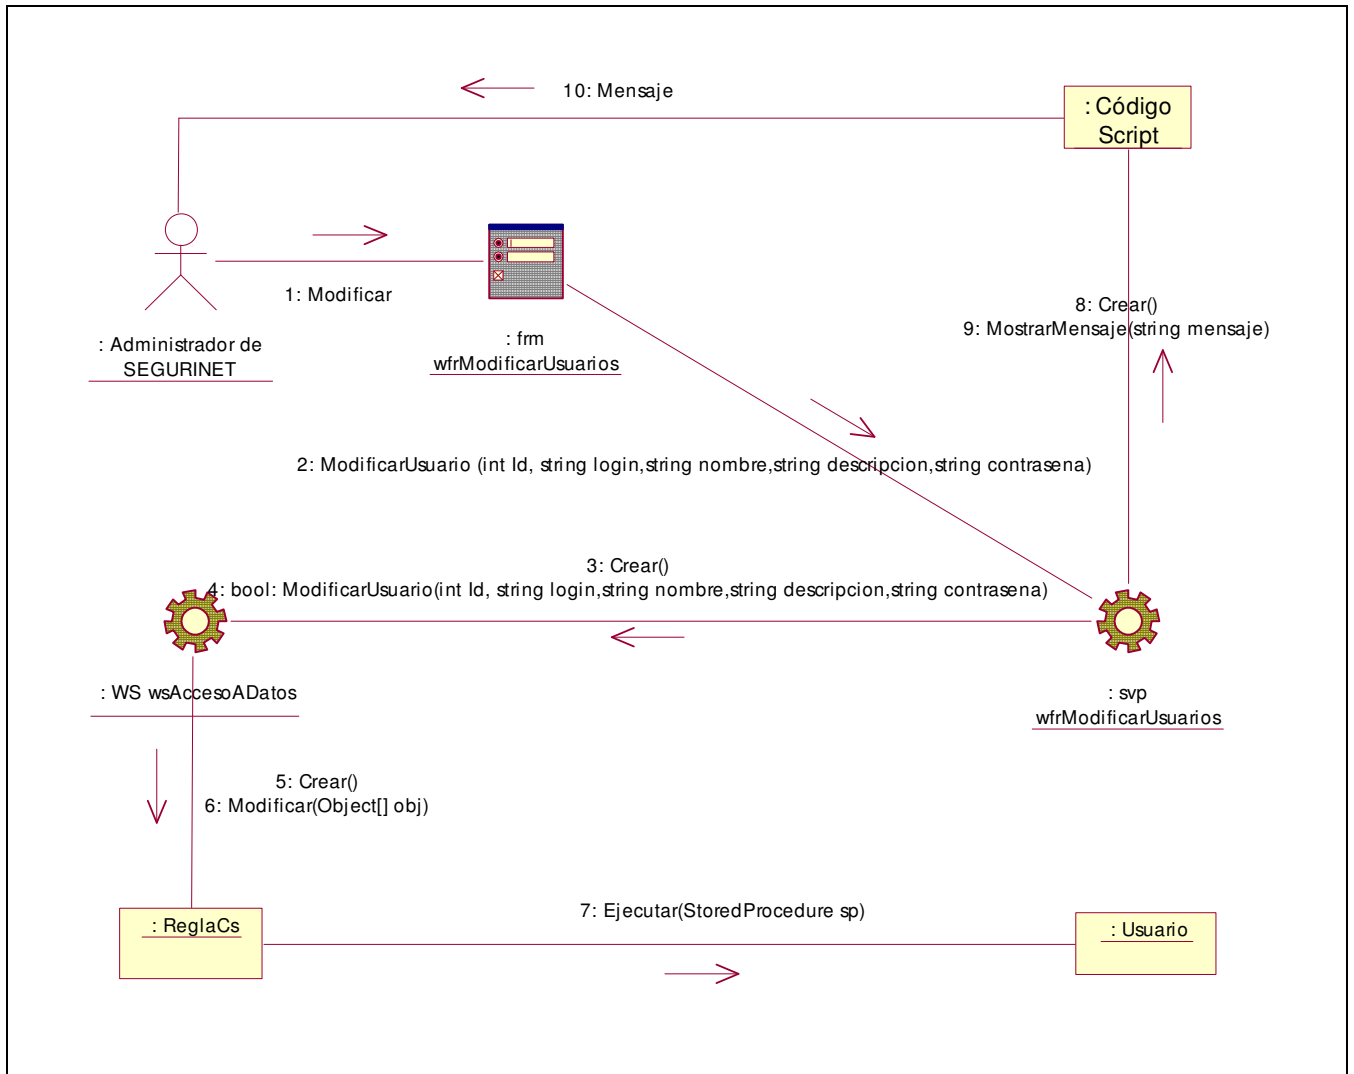 10: Mensaje
: Código
Script
1: Modificar
: Administrador de
SEGURINET
: frm
wfrModificarUsuarios
8: Crear()
9: MostrarMensaje(string mensaje)
2: ModificarUsuario (int Id, string login,string nombre,string descripcion,string contrasena)
3: Crear()
4: bool: ModificarUsuario(int Id, string login,string nombre,string descripcion,string contrasena)
: WS wsAccesoADatos
: svp
wfrModificarUsuarios
5: Crear()
6: Modificar(Object[] obj)
: ReglaCs
7: Ejecutar(StoredProcedure sp)
: Usuario